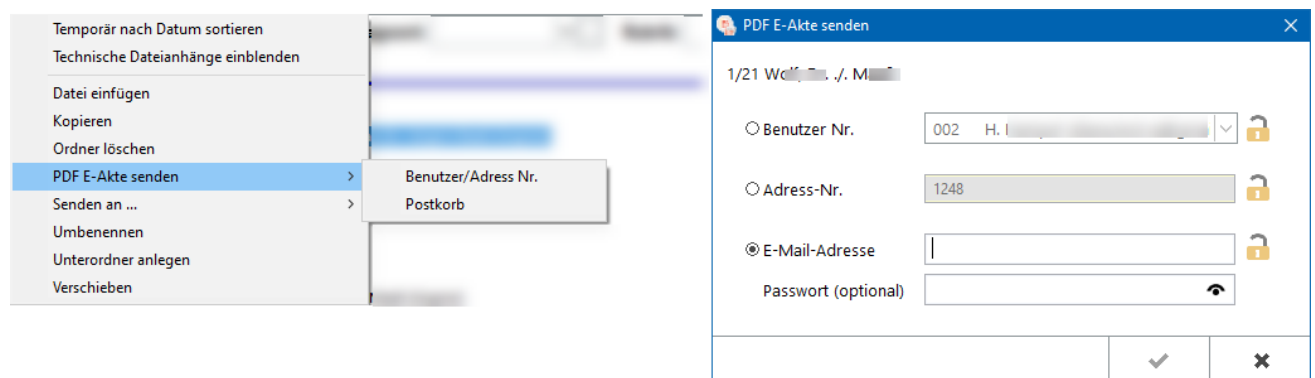 Temporär nach Datum sortieren
Technische Dateianhänge einblenden
Datei einfügen
Kopieren
Ordner löschen
PDF E-Akte senden
Senden an ...
Umbenennen
Unterordner anlegen
Verschieben
Benutzer/Adress Nr.
Postkorb
PDF E-Akte senden
1/21 ./.
Benutzer Nr.
002 H.
Adress-Nr.
1248
E-Mail-Adresse
Passwort (optional)